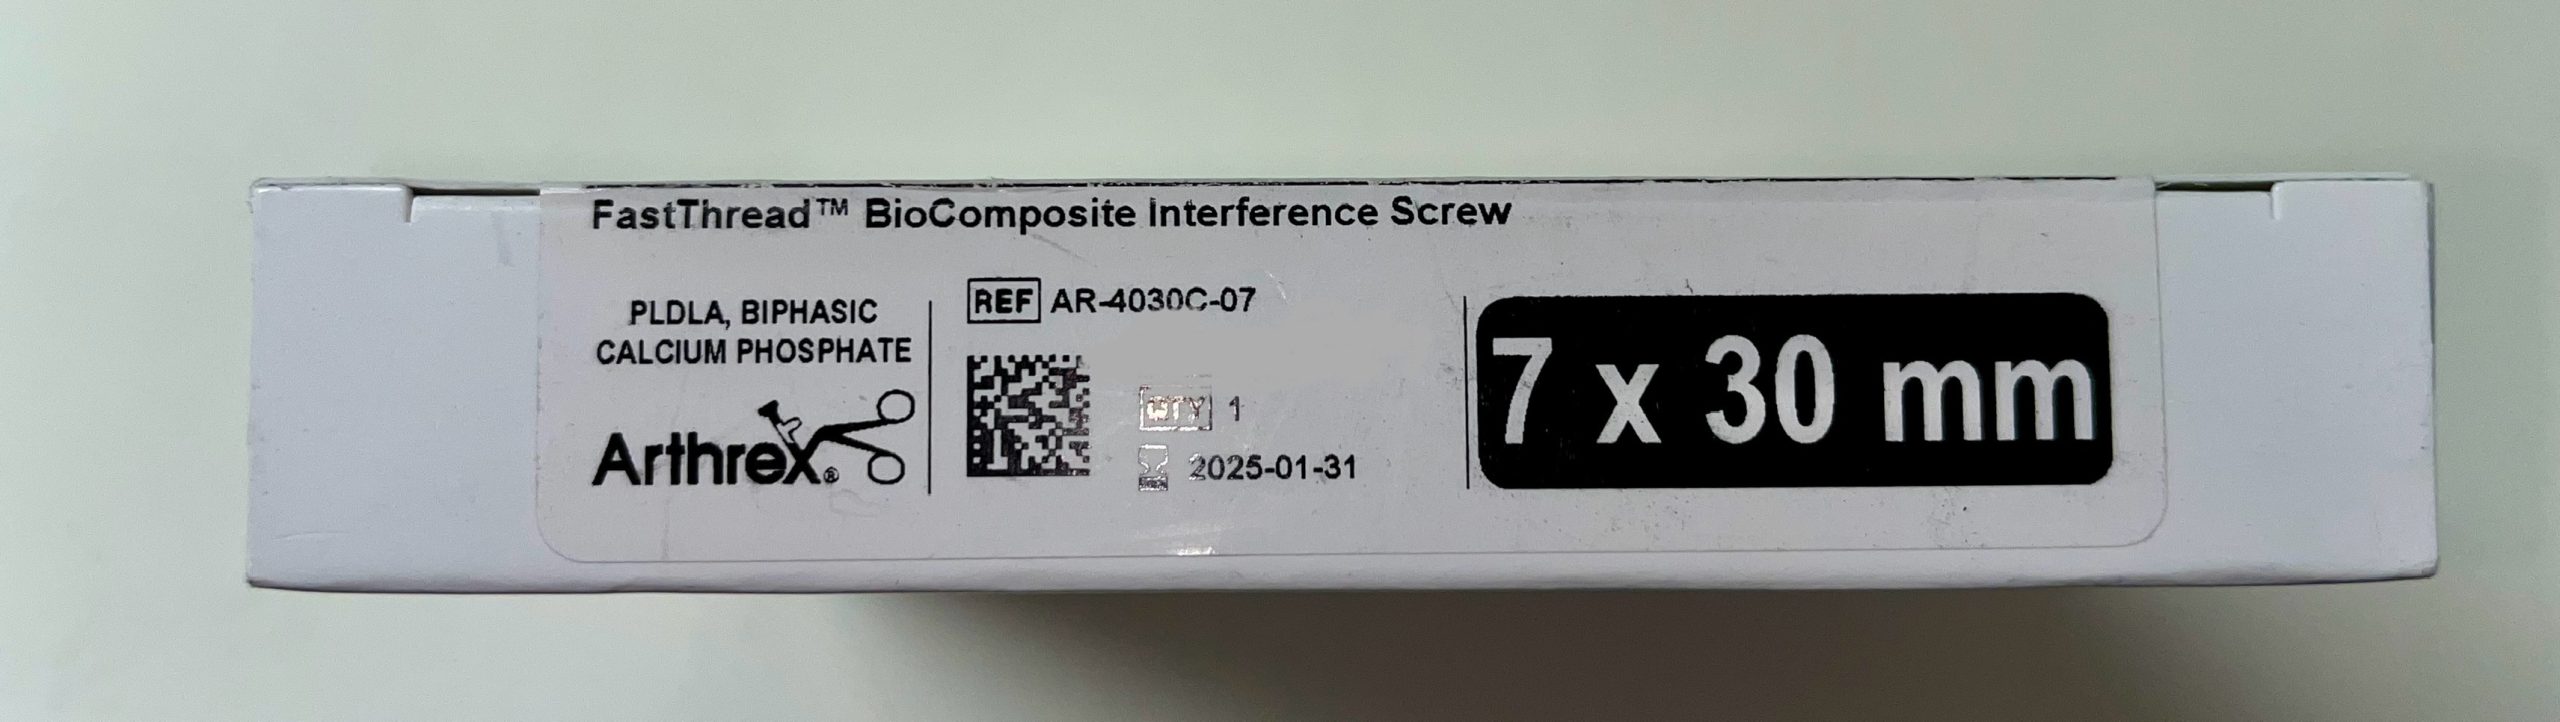 FastThread™ BioComposite Interference Screw
PLDLA, BIPHASIC
CALCIUM PHOSPHATE
Arthrex®
REF AR-4030C-07
QTY 1
2025-01-31
7 x 30 mm